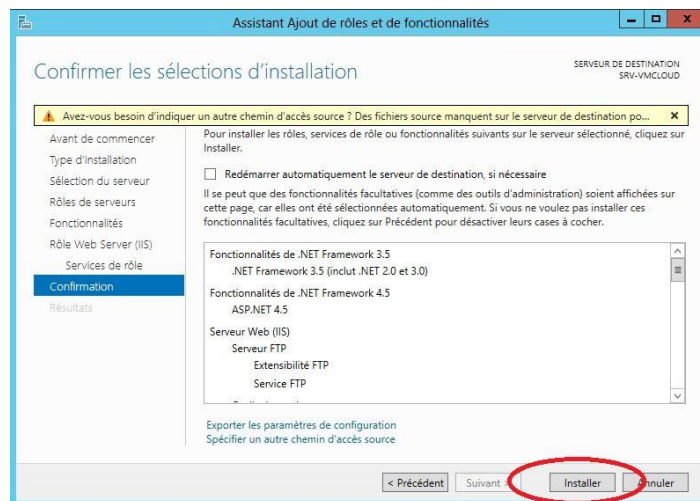 Assistant Ajout de rôles et de fonctionnalités
Confirmer les sélections d'installation
SERVEUR DE DESTINATION
SRV-VMCLOUD
Avez-vous besoin d'indiquer un autre chemin d'accès source ? Des fichiers source manquent sur le serveur de destination po...
Avant de commencer
Type d'installation
Sélection du serveur
Rôles de serveurs
Fonctionnalités
Rôle Web Server (IIS)
Services de rôle
Confirmation
Résultats
Pour installer les rôles, services de rôle ou fonctionnalités suivants sur le serveur sélectionné, cliquez sur
Installer.
Redémarrer automatiquement le serveur de destination, si nécessaire
Il se peut que des fonctionnalités facultatives (comme des outils d'administration) soient affichées sur
cette page, car elles ont été sélectionnées automatiquement. Si vous ne voulez pas installer ces
fonctionnalités facultatives, cliquez sur Précédent pour désactiver leurs cases à cocher.
Fonctionnalités de .NET Framework 3.5
.NET Framework 3.5 (inclut .NET 2.0 et 3.0)
Fonctionnalités de .NET Framework 4.5
ASP.NET 4.5
Serveur Web (IIS)
Serveur FTP
Extensibilité FTP
Service FTP
Exporter les paramètres de configuration
Spécifier un autre chemin d'accès source
< Précédent
Suivant >
Installer
Annuler